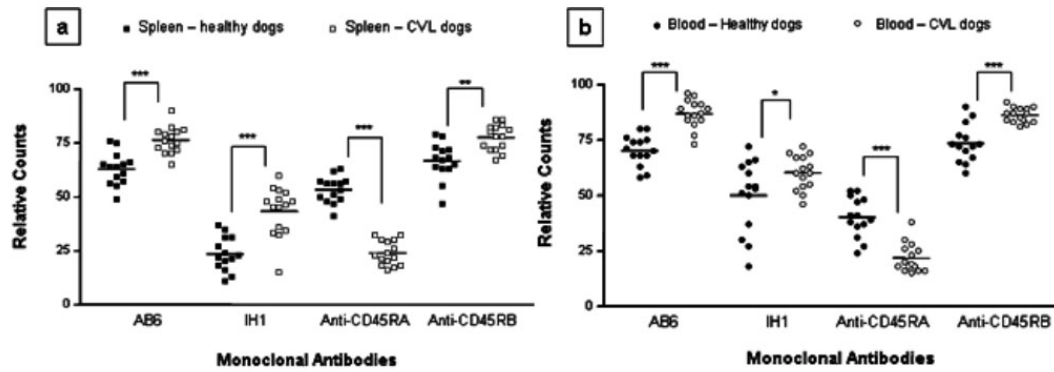 a
■ Spleen – healthy dogs □ Spleen – CVL dogs
Relative Counts
100
75
50
25
0
***
***
***
**
AB6 IH1 Anti-CD45RA Anti-CD45RB
Monoclonal Antibodies
b
● Blood – Healthy dogs ○ Blood – CVL dogs
Relative Counts
100
75
50
25
0
***
*
***
***
AB6 IH1 Anti-CD45RA Anti-CD45RB
Monoclonal Antibodies